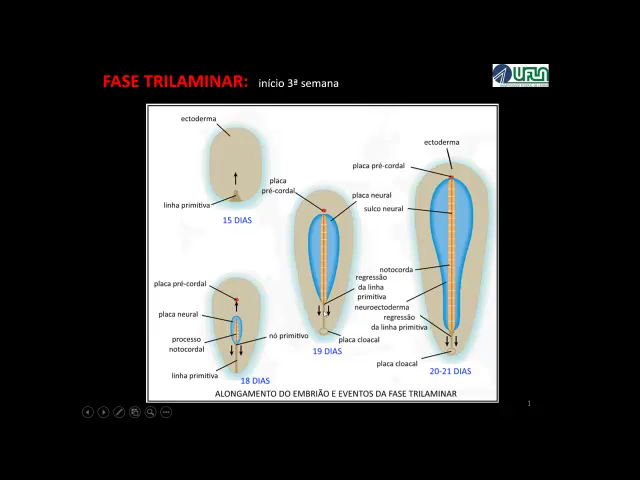 FASE TRILAMINAR: início 3ª semana
UFLA
ectoderma
linha primitiva
15 DIAS
placa pré-cordal
placa neural
processo
notocordal
nó primitivo
linha primitiva
18 DIAS
placa
pré-cordal
placa neural
sulco neural
regressão
da linha
primitiva
placa cloacal
19 DIAS
ectoderma
placa pré-cordal
notocorda
neuroectoderma
regressão
da linha primitiva
placa cloacal
20-21 DIAS
ALONGAMENTO DO EMBRIÃO E EVENTOS DA FASE TRILAMINAR
1